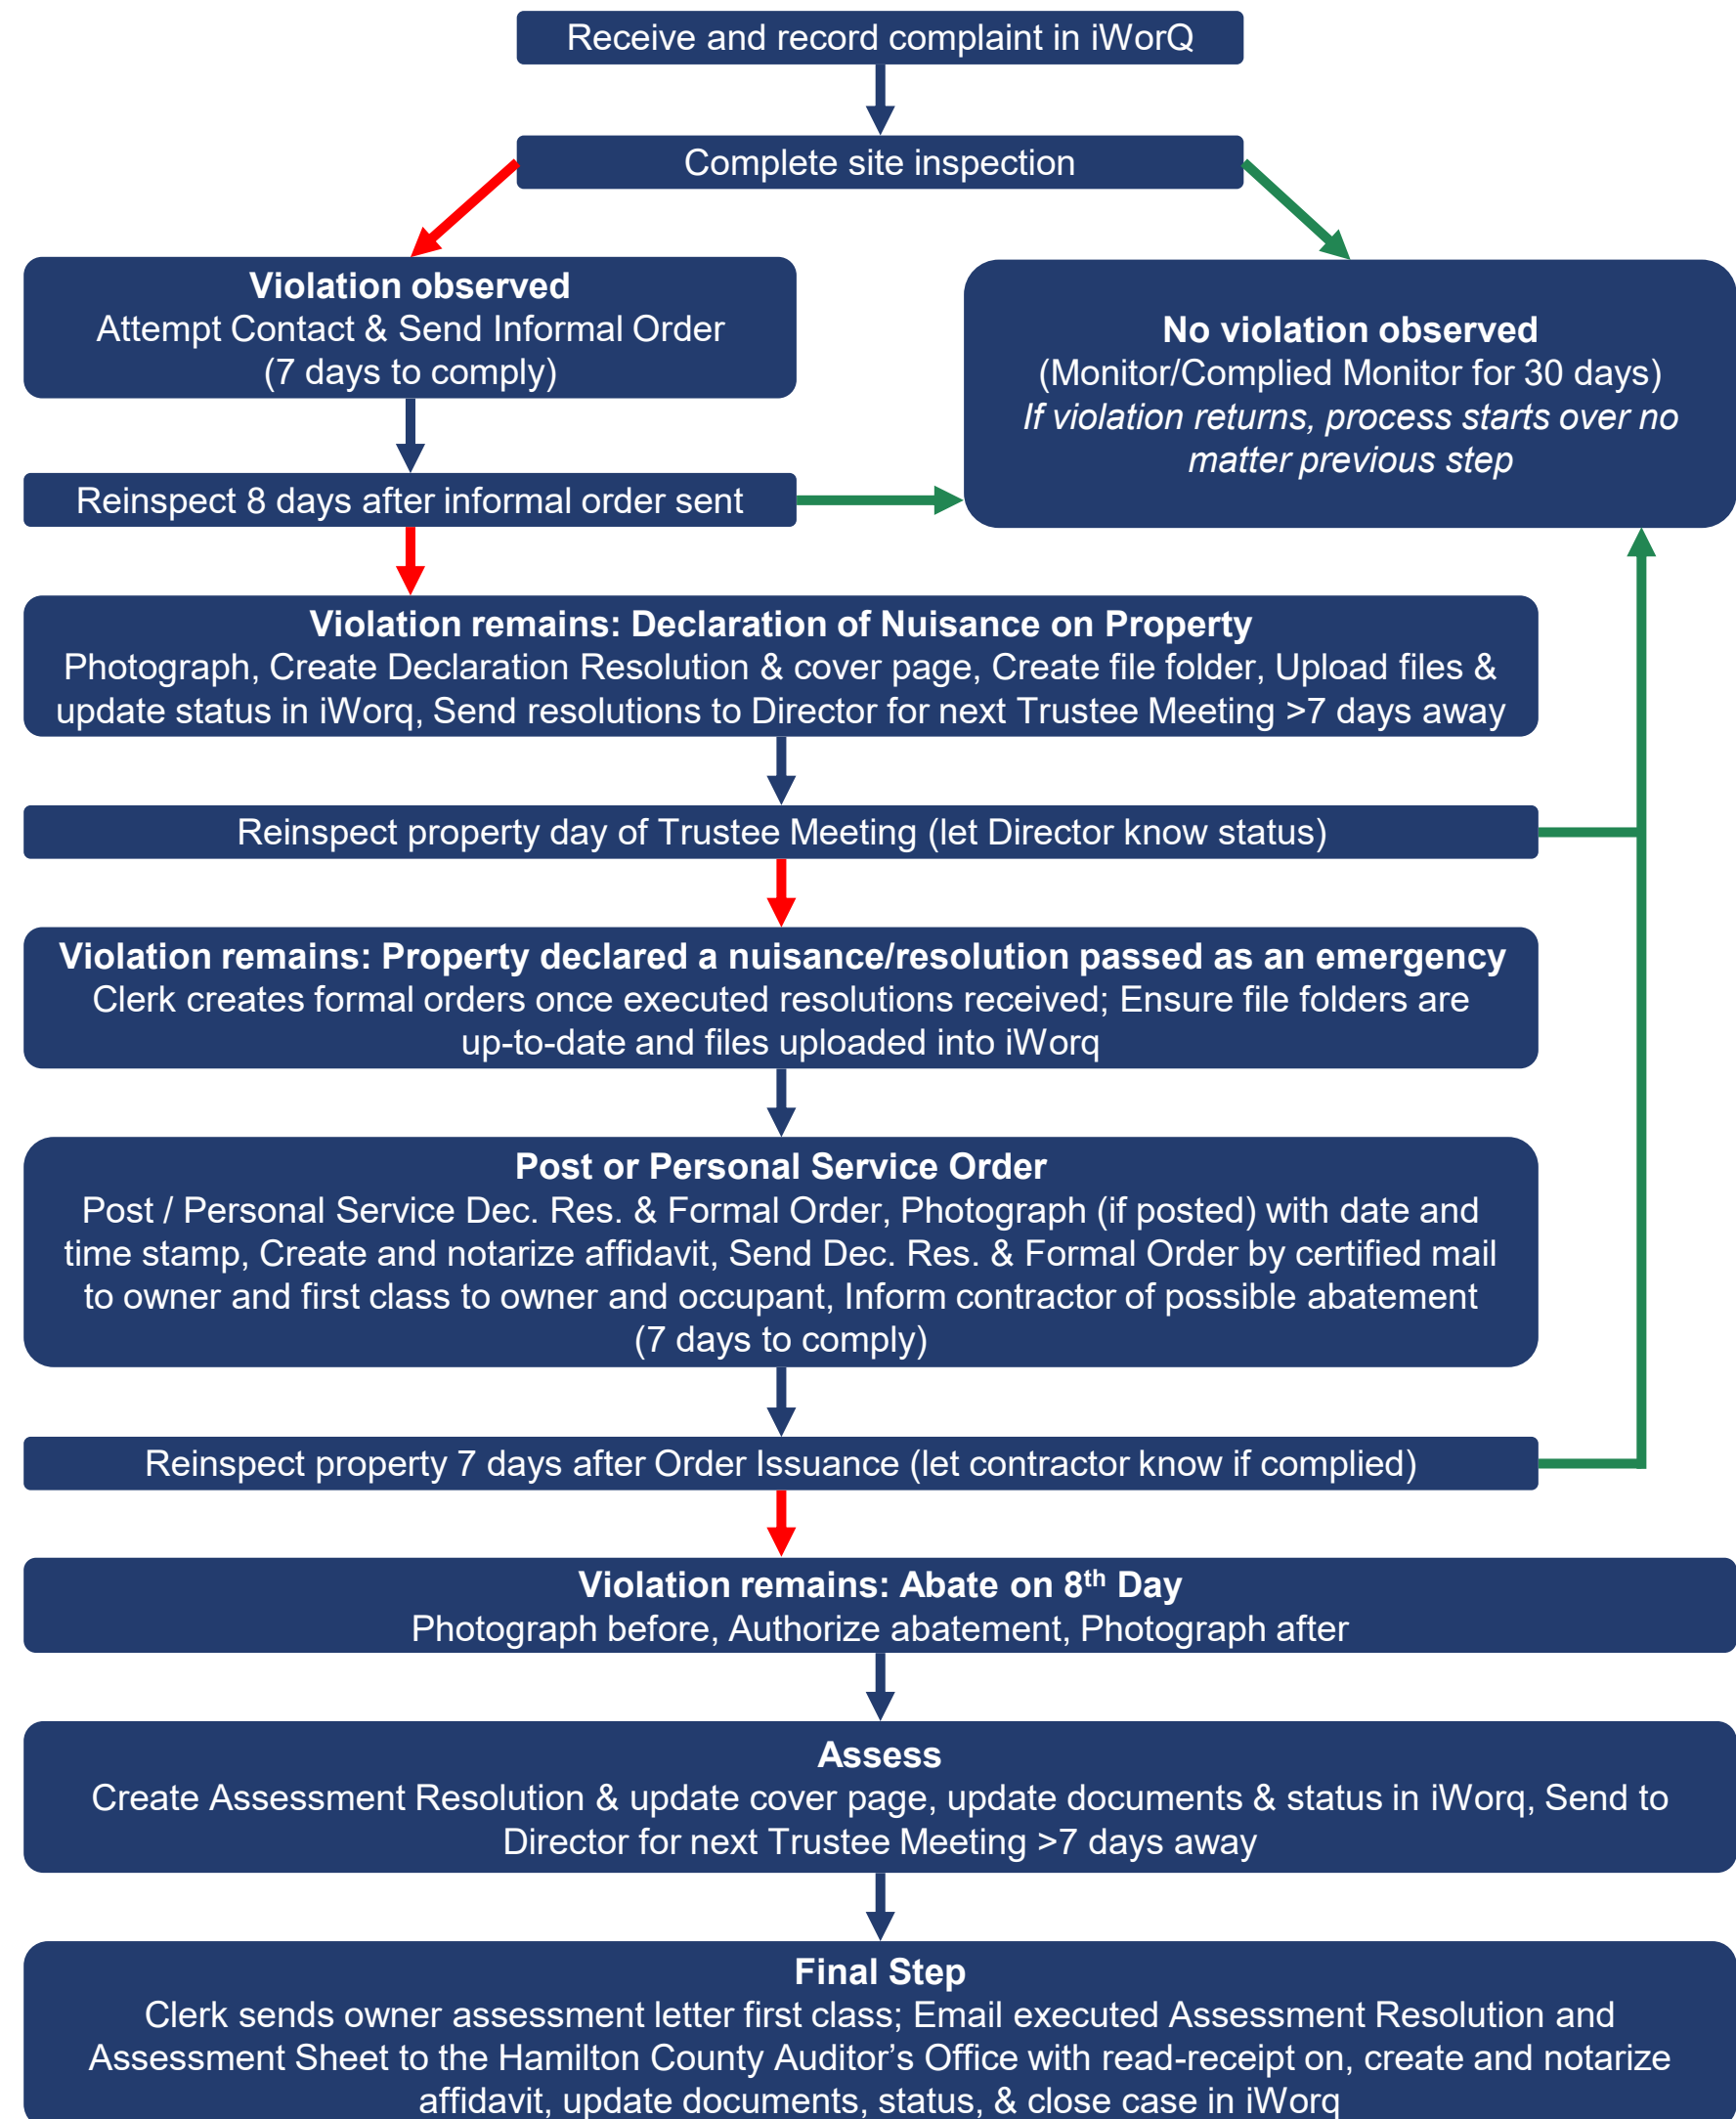 Receive and record complaint in iWorQ
Complete site inspection
Violation observed
Attempt Contact & Send Informal Order
(7 days to comply)
No violation observed
(Monitor/Complied Monitor for 30 days)
If violation returns, process starts over no
matter previous step
Reinspect 8 days after informal order sent
Violation remains: Declaration of Nuisance on Property
Photograph, Create Declaration Resolution & cover page, Create file folder, Upload files &
update status in iWorq, Send resolutions to Director for next Trustee Meeting >7 days away
Reinspect property day of Trustee Meeting (let Director know status)
Violation remains: Property declared a nuisance/resolution passed as an emergency
Clerk creates formal orders once executed resolutions received; Ensure file folders are
up-to-date and files uploaded into iWorq
Post or Personal Service Order
Post / Personal Service Dec. Res. & Formal Order, Photograph (if posted) with date and
time stamp, Create and notarize affidavit, Send Dec. Res. & Formal Order by certified mail
to owner and first class to owner and occupant, Inform contractor of possible abatement
(7 days to comply)
Reinspect property 7 days after Order Issuance (let contractor know if complied)
Violation remains: Abate on 8th Day
Photograph before, Authorize abatement, Photograph after
Assess
Create Assessment Resolution & update cover page, update documents & status in iWorq, Send to
Director for next Trustee Meeting >7 days away
Final Step
Clerk sends owner assessment letter first class; Email executed Assessment Resolution and
Assessment Sheet to the Hamilton County Auditor’s Office with read-receipt on, create and notarize
affidavit, update documents, status, & close case in iWorq